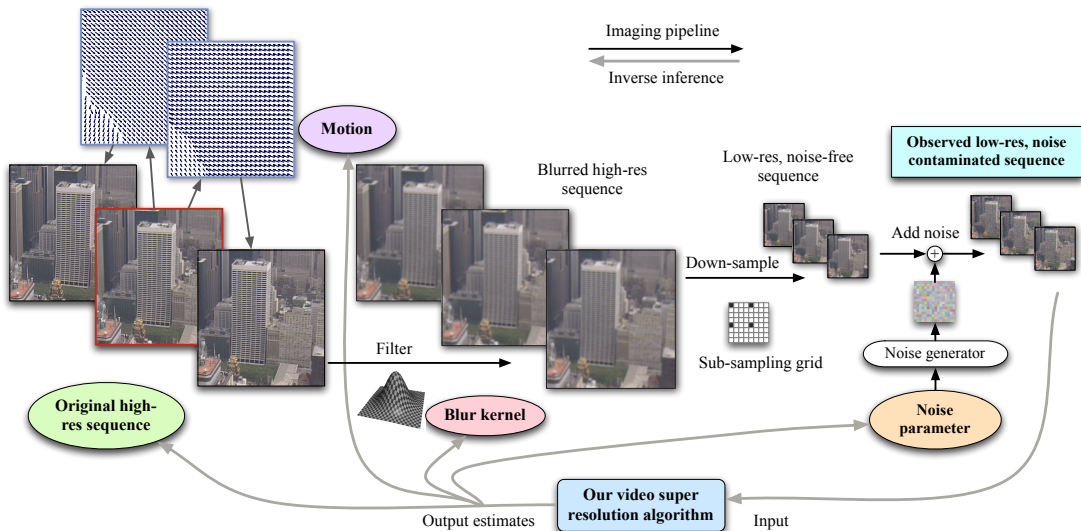 Imaging pipeline
Inverse inference
Motion
Observed low-res, noise
contaminated sequence
Blurred high-res
sequence
Low-res, noise-free
sequence
Add noise
Down-sample
Filter
Sub-sampling grid
Noise generator
Original high-
res sequence
Blur kernel
Noise
parameter
Our video super
resolution algorithm
Output estimates
Input